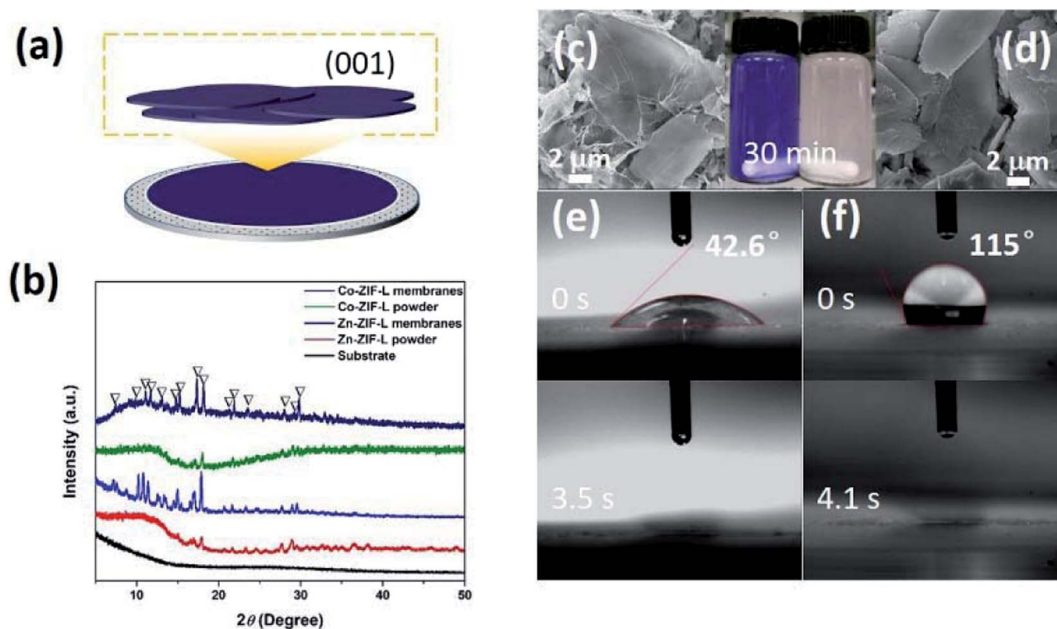 (a)
(001)
(b)
Co-ZIF-L membranes
Co-ZIF-L powder
Zn-ZIF-L membranes
Zn-ZIF-L powder
Substrate
Intensity (a.u.)
10 20 30 40 50
2θ (Degree)
(c)
(d)
30 min
2 μm
2 μm
(e)
42.6°
0 s
3.5 s
(f)
115°
0 s
4.1 s